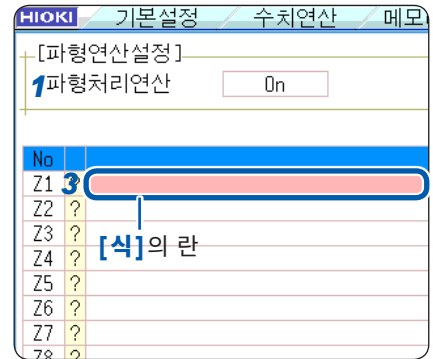 HIOKI 기본설정 수치연산 메모
[파형연산설정]
1 파형처리연산 On
No
Z1 3
Z2 ?
[식]의 란
Z3 ?
Z4 ?
Z5 ?
Z6 ?
Z7 ?
Z8 ?